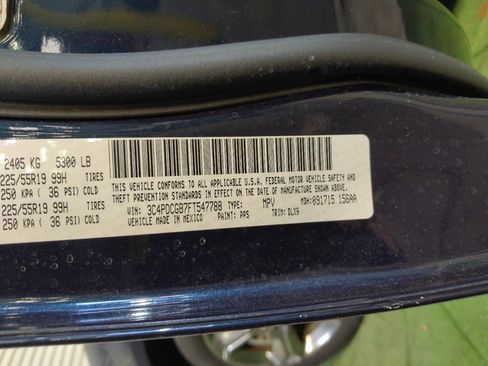 2405 KG 5300 LB
225/55R19 99H TIRES
250 KPA ( 36 PSI) COLD
225/55R19 99H TIRES
250 KPA ( 36 PSI) COLD
THIS VEHICLE CONFORMS TO ALL APPLICABLE U.S.A. FEDERAL MOTOR VEHICLE SAFETY AND
THEFT PREVENTION STANDARDS IN EFFECT ON THE DATE OF MANUFACTURE SHOWN ABOVE.
VIN: 3C4PDCGB7FT547788 TYPE: MPV MDH: 091715 156AA
VEHICLE MADE IN MEXICO PAINT: PPS TRIM: DLX9